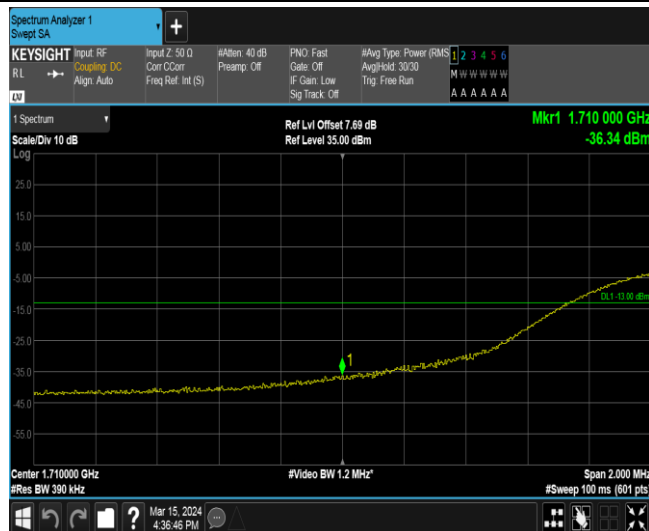 Spectrum Analyzer 1
Swept SA
KEYSIGHT
RL
Input: RF
Coupling: DC
Align: Auto
Input Z: 50 Ω
Corr CCorr
Freq Ref: Int (S)
#Atten: 40 dB
Preamp: Off
PNO: Fast
Gate: Off
IF Gain: Low
Sig Track: Off
#Avg Type: Power (RMS
Avg|Hold: 30/30
Trig: Free Run
1 2 3 4 5 6
M W W W W W
A A A A A A
1 Spectrum
Scale/Div 10 dB
Log
Ref Lvl Offset 7.69 dB
Ref Level 35.00 dBm
Mkr1 1.710 000 GHz
-36.34 dBm
25.0
15.0
5.00
-5.00
DL1 -13.00 dBm
-15.0
-25.0
1
-35.0
-45.0
-55.0
Center 1.710000 GHz
#Video BW 1.2 MHz*
Span 2.000 MHz
#Res BW 390 kHz
#Sweep 100 ms (601 pts)
?
Mar 15, 2024
4:36:46 PM